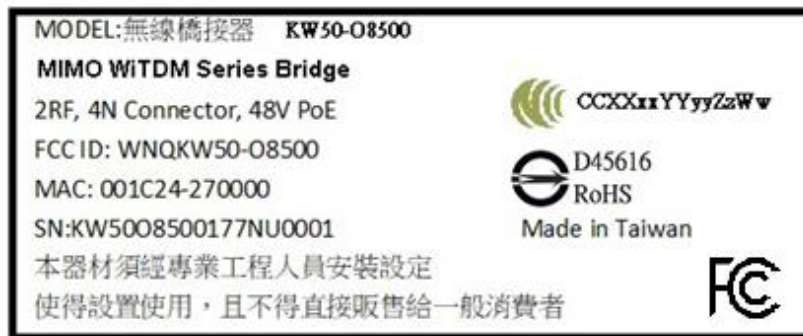 MODEL:無線橋接器 KW50-O8500
MIMO WiTDM Series Bridge
2RF, 4N Connector, 48V PoE
CCXXxxYYyyZzWw
FCC ID: WNQKW50-O8500
MAC: 001C24-270000
D45616
RoHS
SN:KW50O8500177NU0001
Made in Taiwan
本器材須經專業工程人員安裝設定
使得設置使用，且不得直接販售給一般消費者
FC